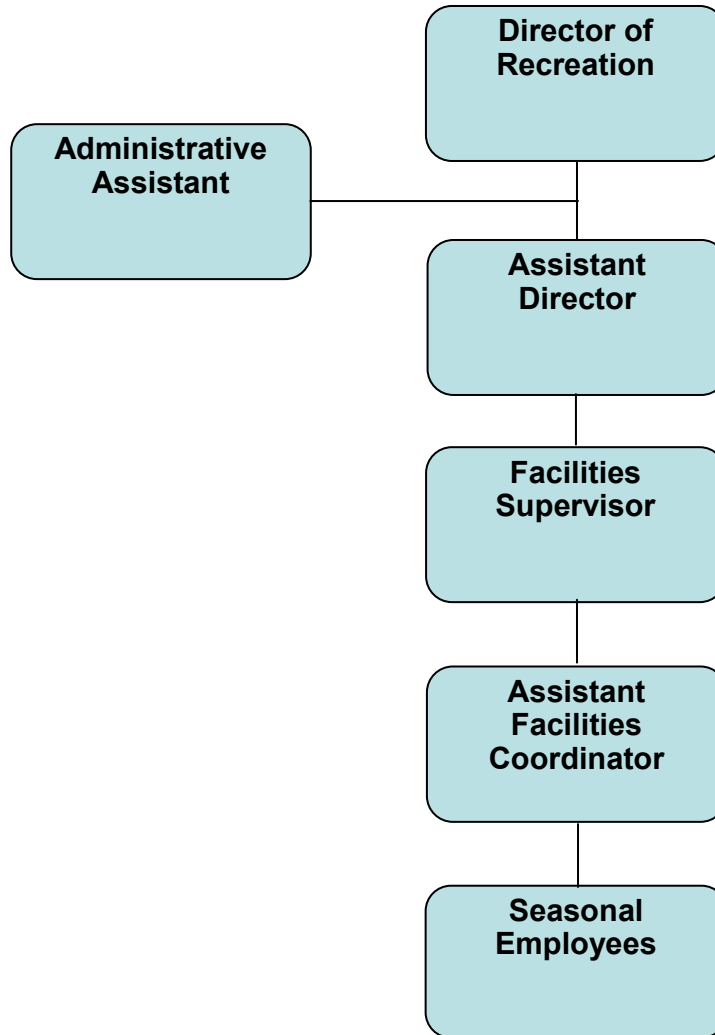 Director of
Recreation
Administrative
Assistant
Assistant
Director
Facilities
Supervisor
Assistant
Facilities
Coordinator
Seasonal
Employees